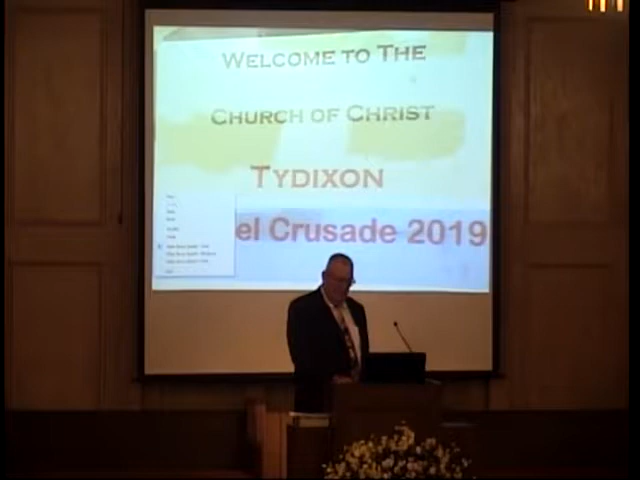 WELCOME TO THE
CHURCH OF CHRIST
TYDIXON
el Crusade 2019